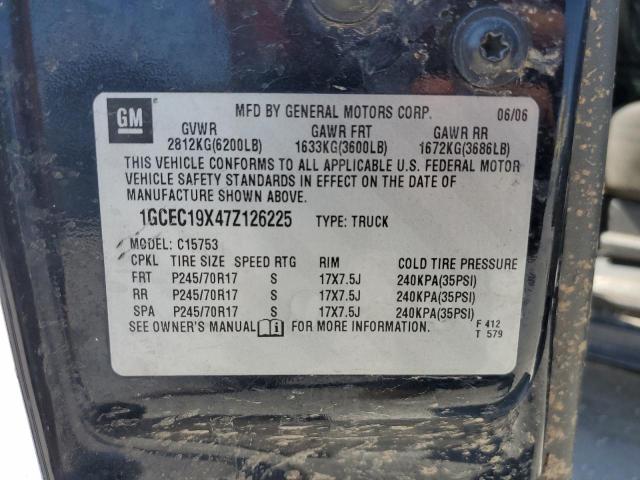 GM
MFD BY GENERAL MOTORS CORP. 06/06
GVWR GAWR FRT GAWR RR
2812KG(6200LB) 1633KG(3600LB) 1672KG(3686LB)
THIS VEHICLE CONFORMS TO ALL APPLICABLE U.S. FEDERAL MOTOR
VEHICLE SAFETY STANDARDS IN EFFECT ON THE DATE OF
MANUFACTURE SHOWN ABOVE.
1GCEC19X47Z126225 TYPE: TRUCK
MODEL: C15753
CPKL TIRE SIZE SPEED RTG RIM COLD TIRE PRESSURE
FRT P245/70R17 S 17X7.5J 240KPA(35PSI)
RR P245/70R17 S 17X7.5J 240KPA(35PSI)
SPA P245/70R17 S 17X7.5J 240KPA(35PSI)
SEE OWNER'S MANUAL i FOR MORE INFORMATION.
F 412
T 579